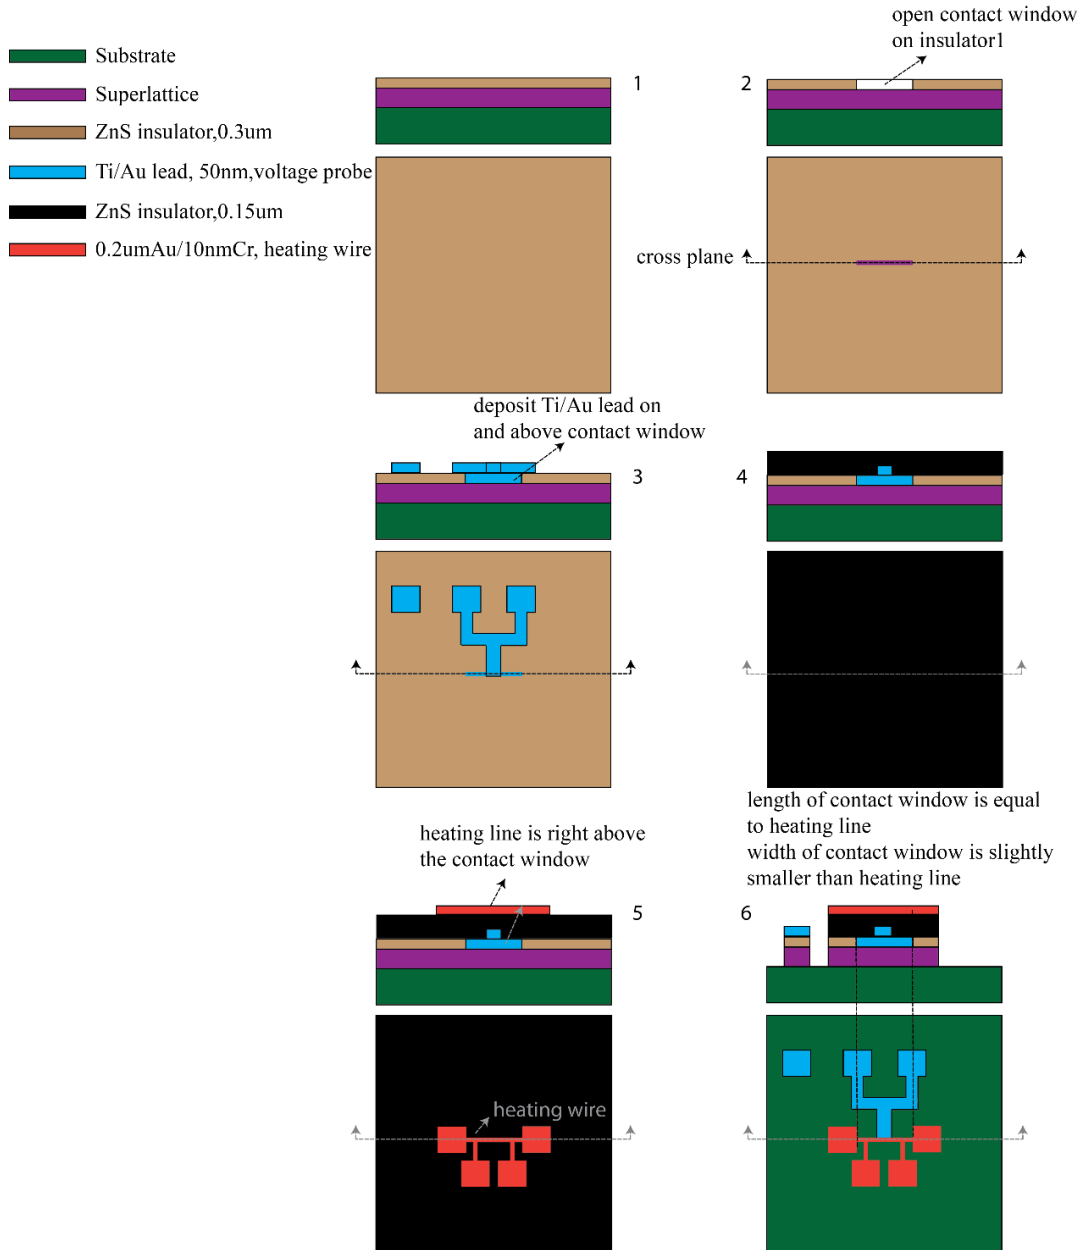 open contact window
on insulator1
Substrate
Superlattice
ZnS insulator,0.3um
Ti/Au lead, 50nm,voltage probe
ZnS insulator,0.15um
0.2umAu/10nmCr, heating wire
1
2
cross plane
deposit Ti/Au lead on
and above contact window
3
4
length of contact window is equal
to heating line
width of contact window is slightly
smaller than heating line
heating line is right above
the contact window
5
6
heating wire